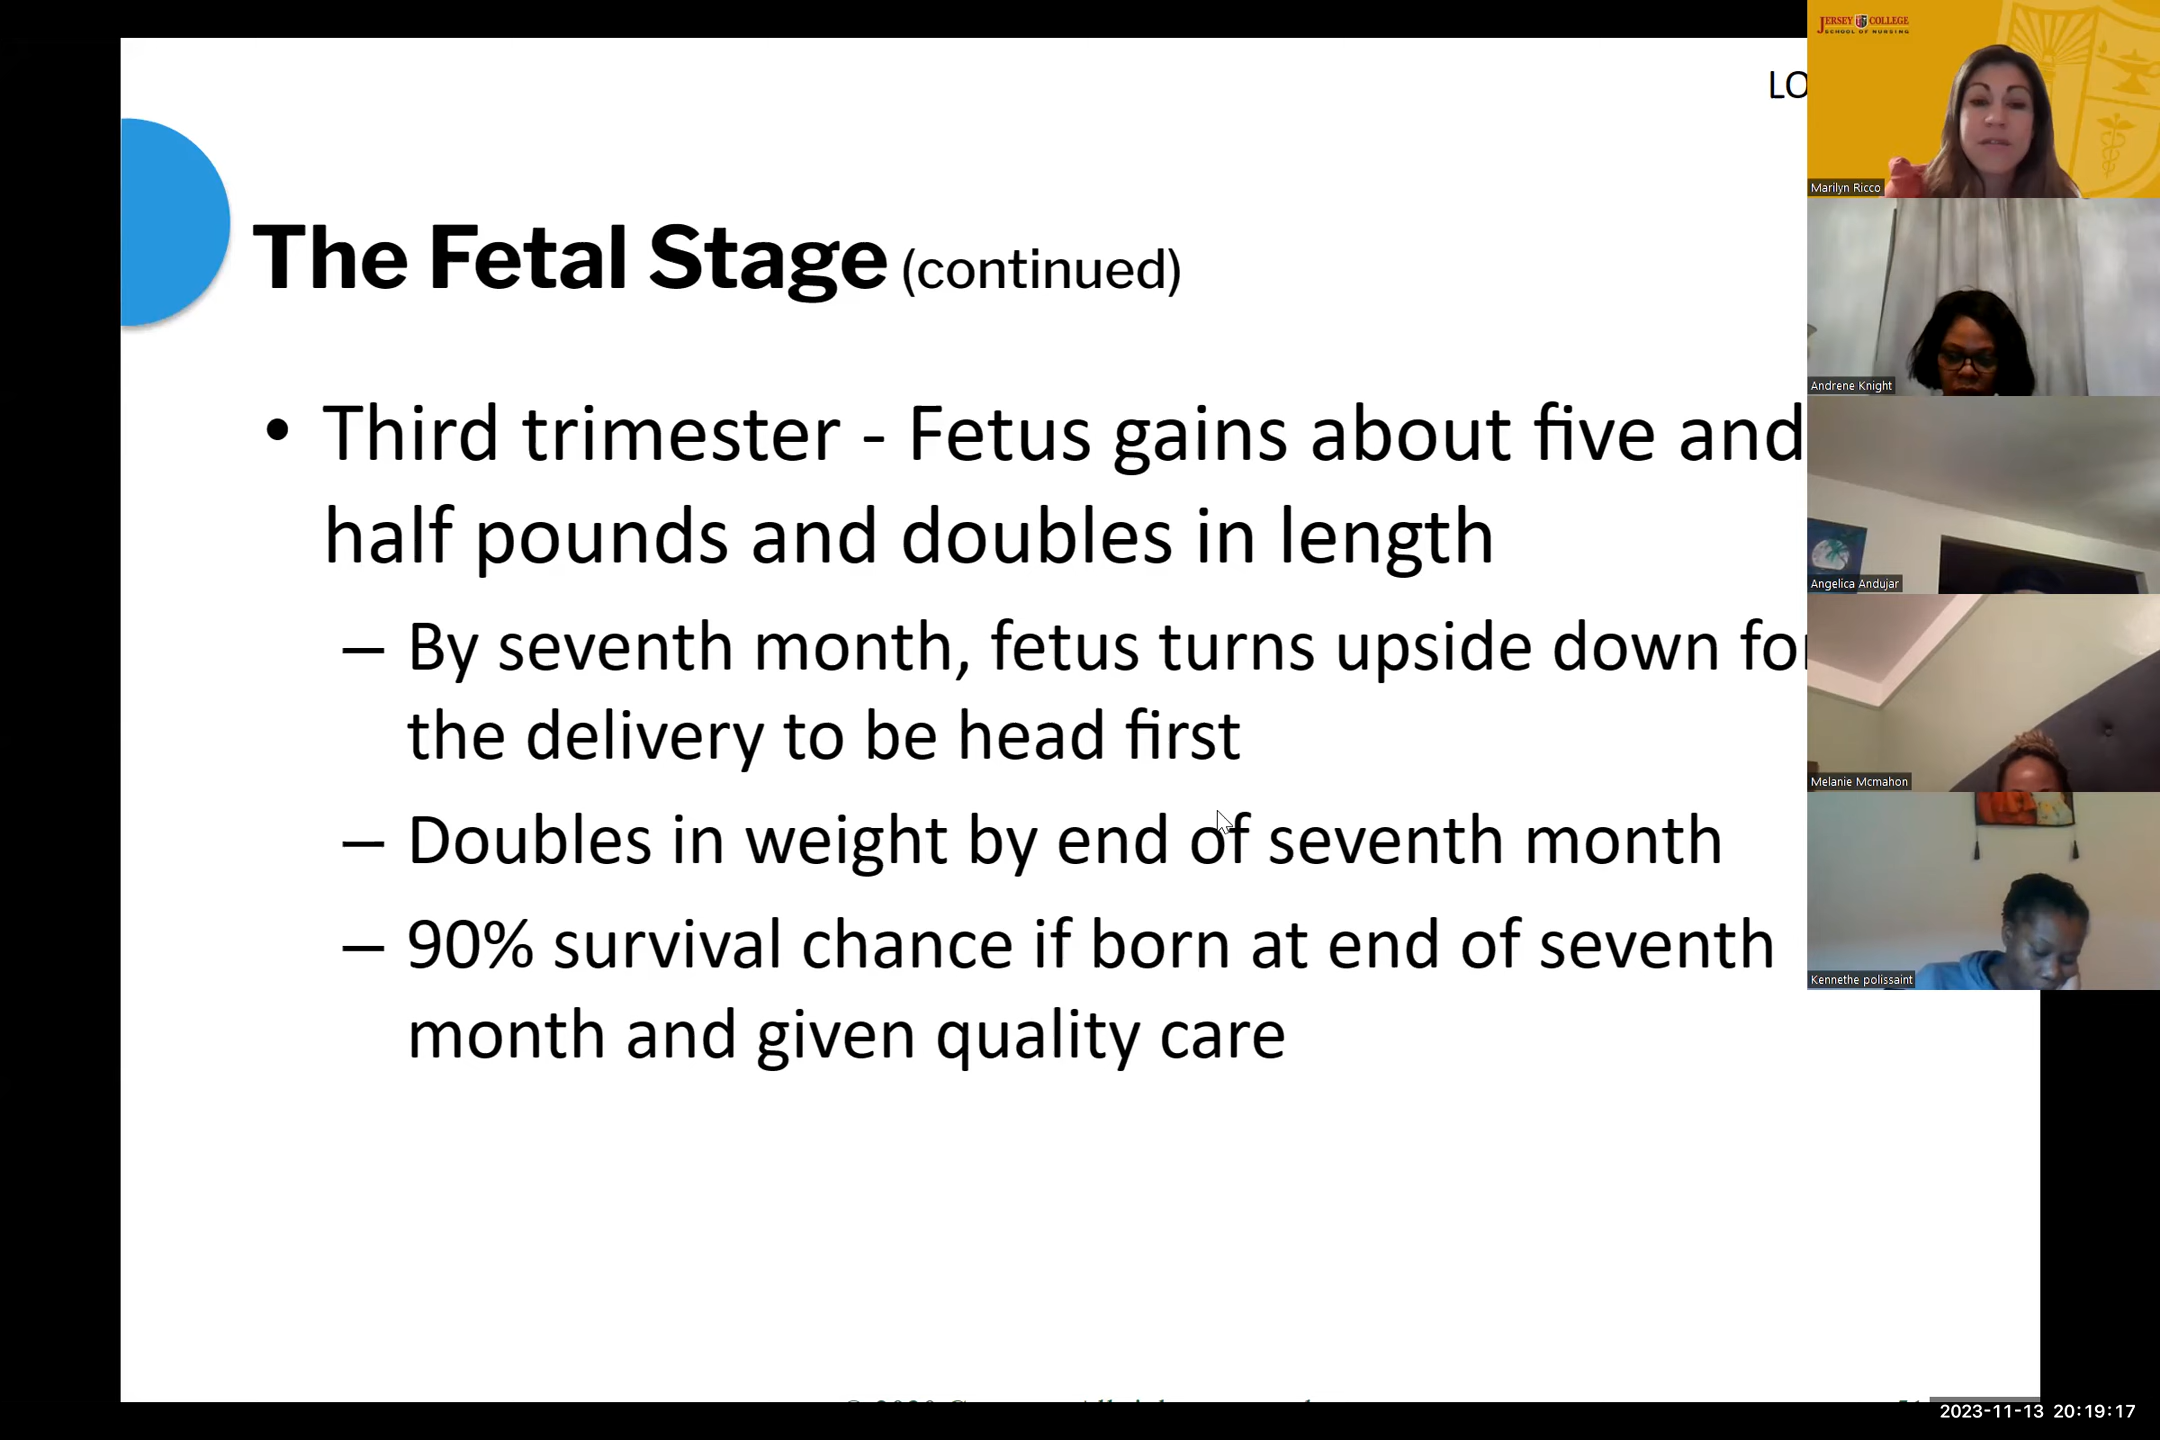 LO
The Fetal Stage (continued)
• Third trimester - Fetus gains about five and
half pounds and doubles in length
– By seventh month, fetus turns upside down for
the delivery to be head first
– Doubles in weight by end of seventh month
– 90% survival chance if born at end of seventh
month and given quality care
JERSEY COLLEGE
SCHOOL OF NURSING
Marilyn Ricco
Andrene Knight
Angelica Andujar
Melanie Mcmahon
Kennethe polissaint
2023-11-13 20:19:17